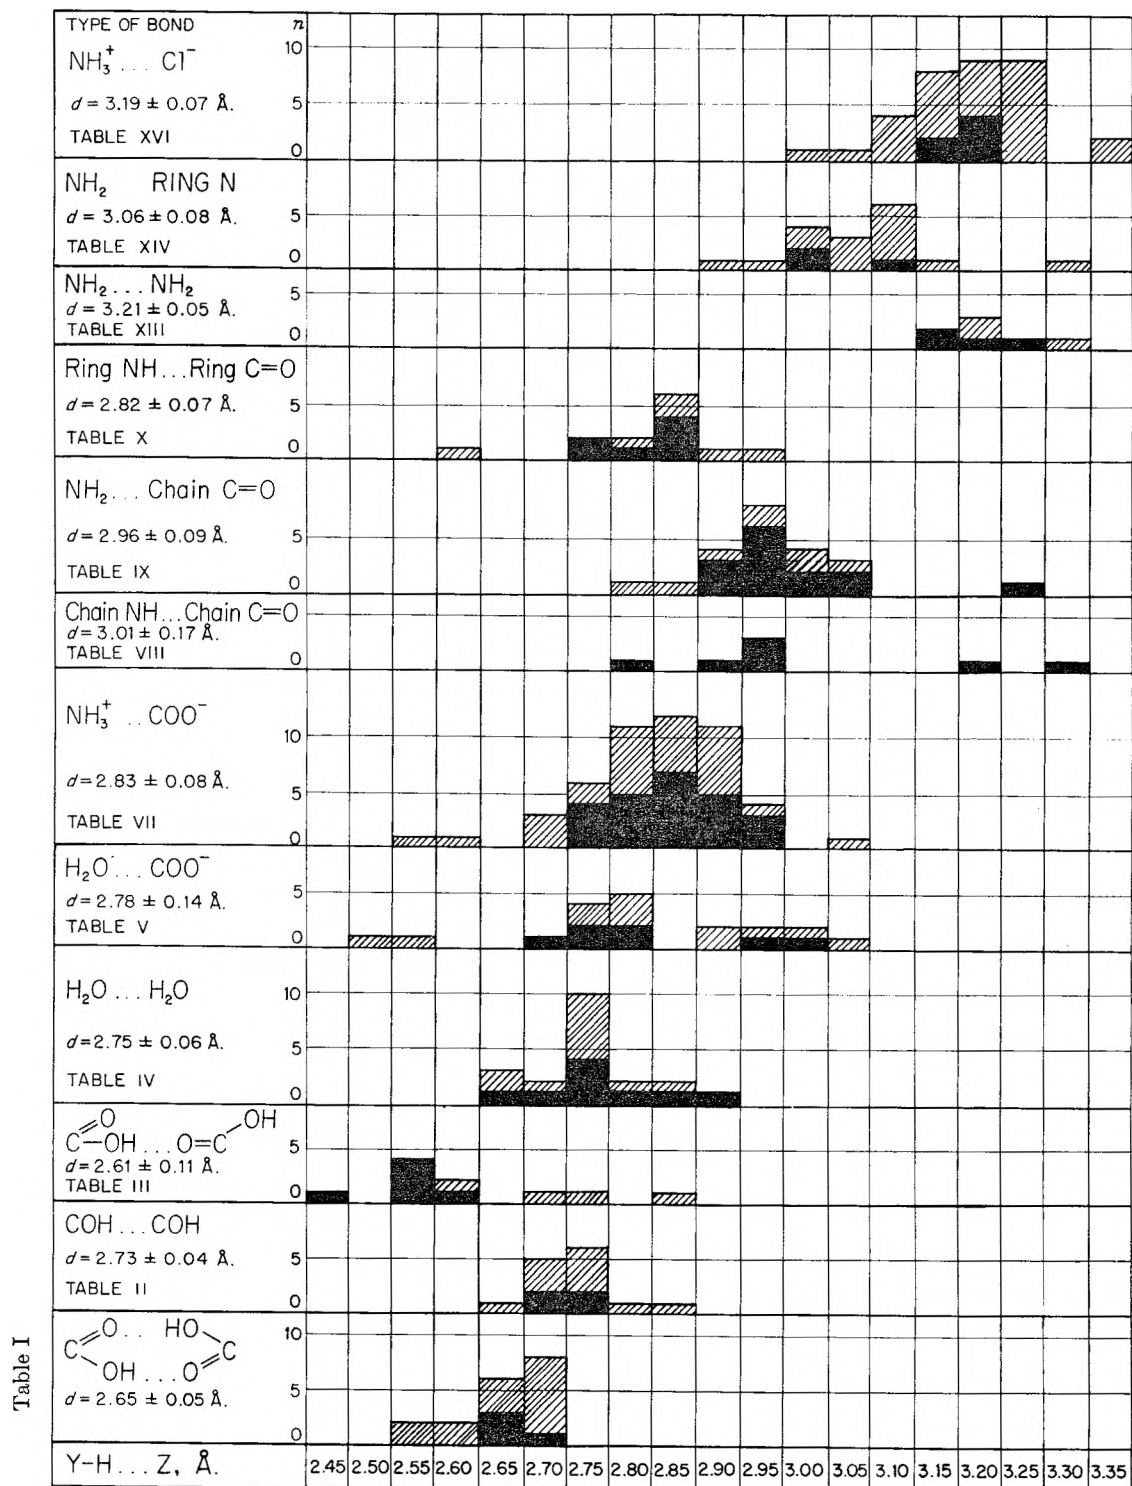 TYPE OF BOND n
NH₃⁺ ... Cl⁻
d = 3.19 ± 0.07 Å.
TABLE XVI
10
5
0
NH₂ RING N
d = 3.06 ± 0.08 Å.
TABLE XIV
5
0
NH₂ ... NH₂
d = 3.21 ± 0.05 Å.
TABLE XIII
5
0
Ring NH ... Ring C=O
d = 2.82 ± 0.07 Å.
TABLE X
5
0
NH₂ ... Chain C=O
d = 2.96 ± 0.09 Å.
TABLE IX
5
0
Chain NH ... Chain C=O
d = 3.01 ± 0.17 Å.
TABLE VIII
0
NH₃⁺ .. COO⁻
d = 2.83 ± 0.08 Å.
TABLE VII
10
5
0
H₂O ... COO⁻
d = 2.78 ± 0.14 Å.
TABLE V
5
0
H₂O ... H₂O
d = 2.75 ± 0.06 Å.
TABLE IV
10
5
0
O OH
C-OH ... O=C
d = 2.61 ± 0.11 Å.
TABLE III
5
0
COH ... COH
d = 2.73 ± 0.04 Å.
TABLE II
5
0
O .. HO
C C
OH ... O
d = 2.65 ± 0.05 Å.
10
5
0
Y-H ... Z, Å.
2.45 2.50 2.55 2.60 2.65 2.70 2.75 2.80 2.85 2.90 2.95 3.00 3.05 3.10 3.15 3.20 3.25 3.30 3.35
Table I